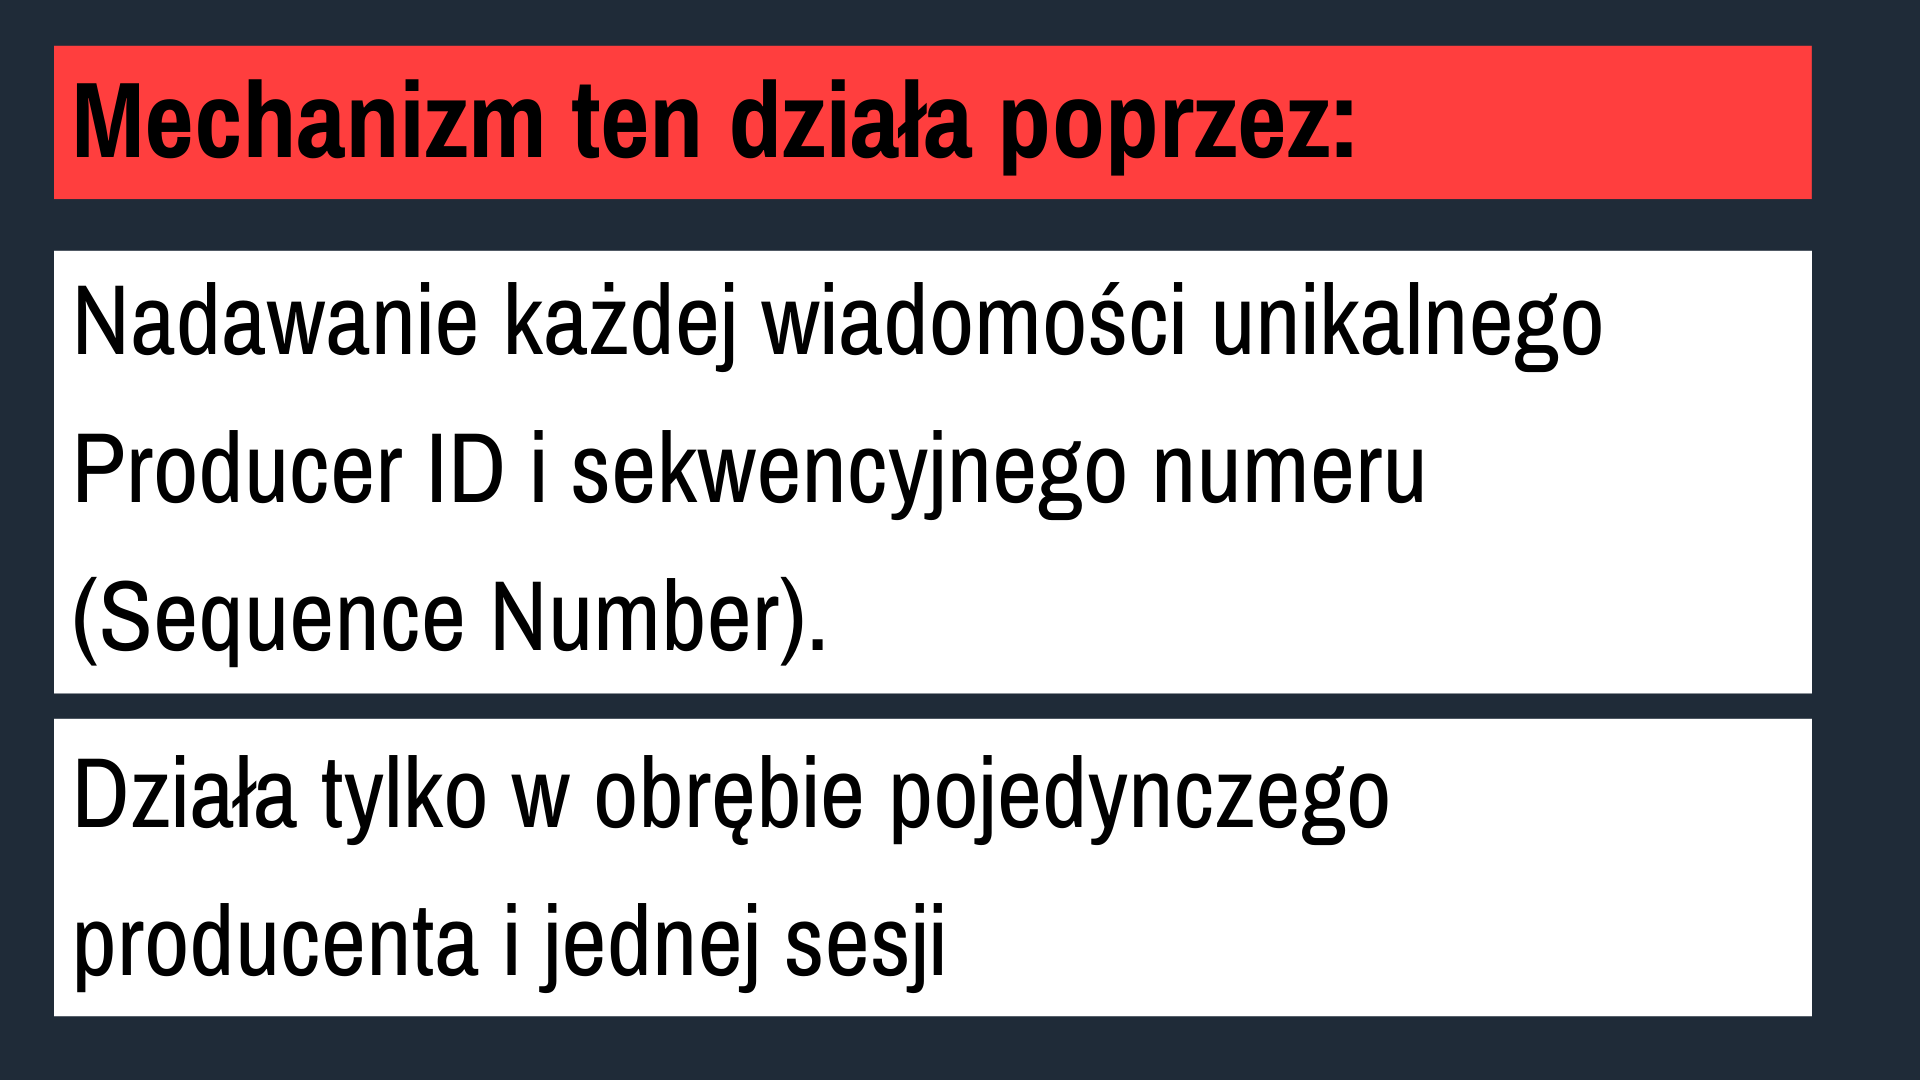 Mechanizm ten działa poprzez:
Nadawanie każdej wiadomości unikalnego
Producer ID i sekwencyjnego numeru
(Sequence Number).
Działa tylko w obrębie pojedynczego
producenta i jednej sesji